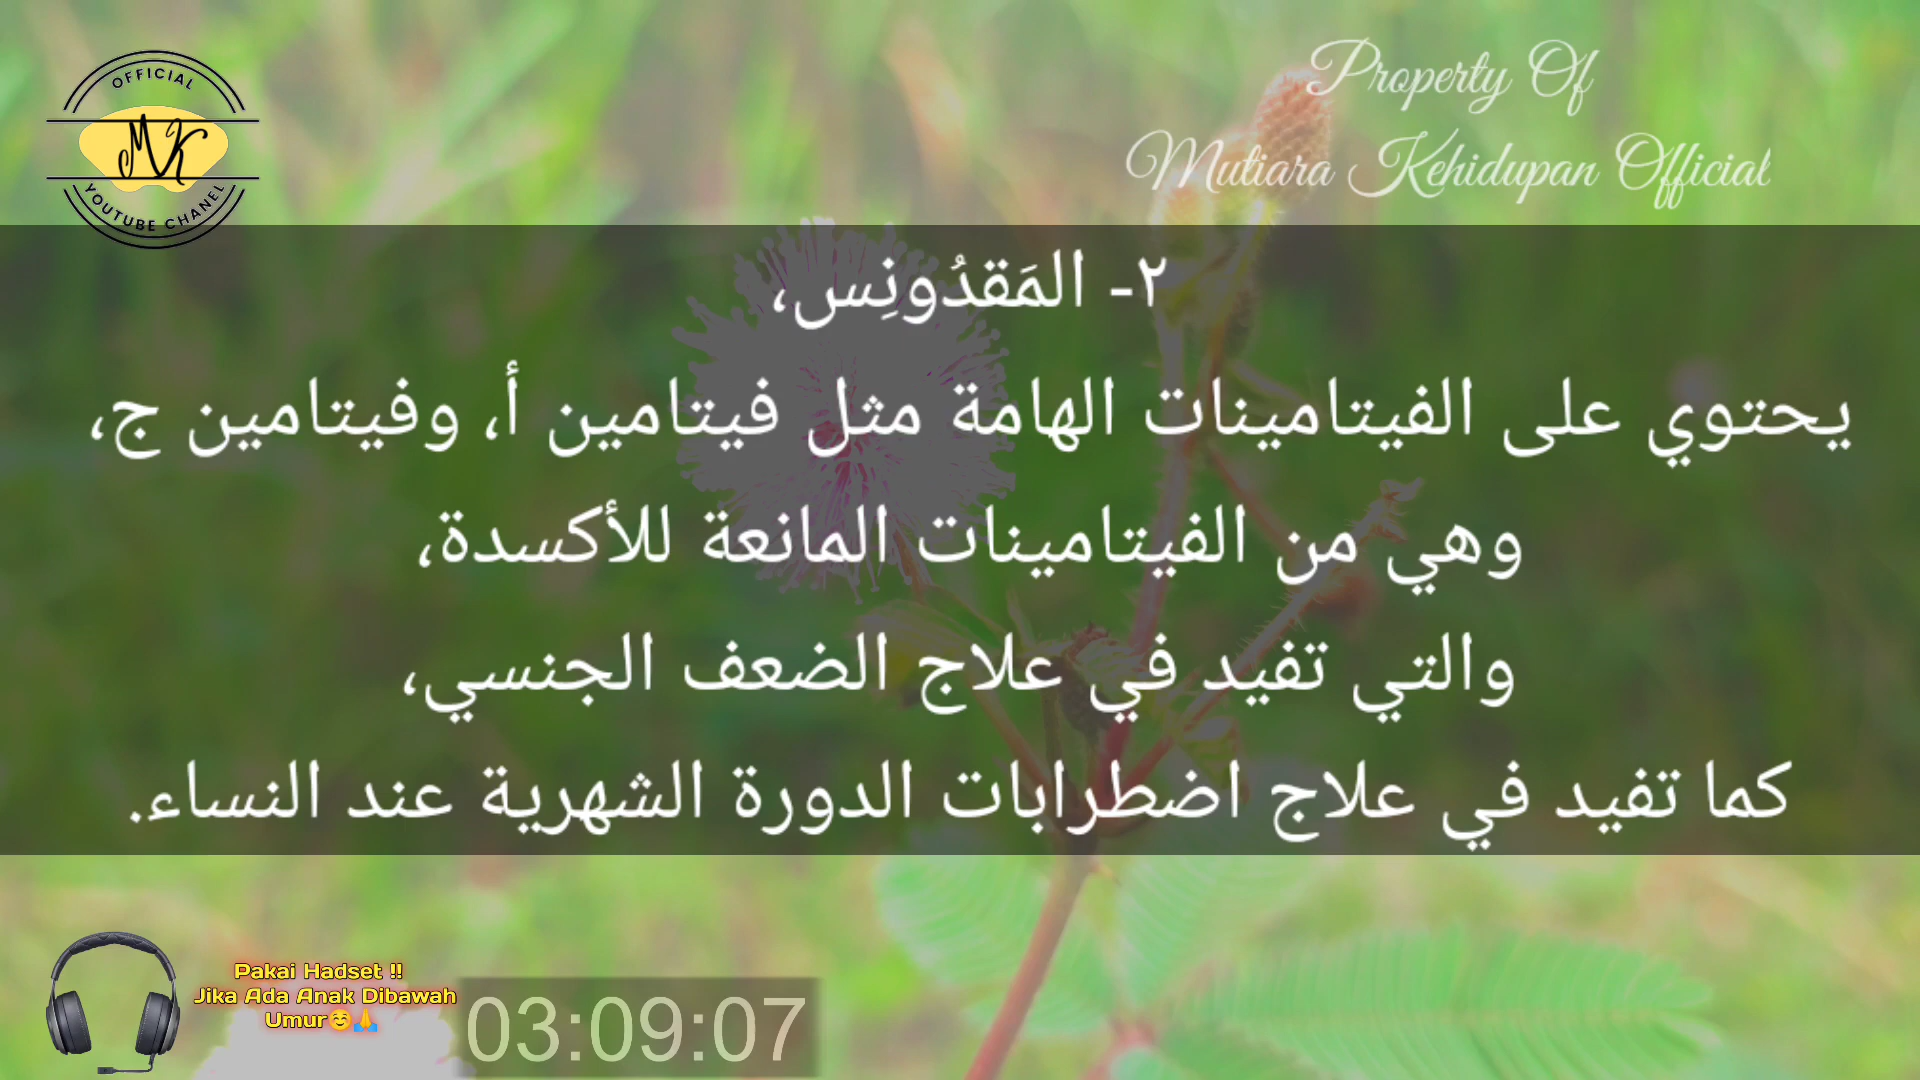 OFFICIAL
MK
YOUTUBE CHANEL
Property Of
Mutiara Kehidupan Official
٢- المَقدُونِس،
يحتوي على الفيتامينات الهامة مثل فيتامين أ، وفيتامين ج،
وهي من الفيتامينات المانعة للأكسدة،
والتي تفيد في علاج الضعف الجنسي،
كما تفيد في علاج اضطرابات الدورة الشهرية عند النساء.
Pakai Hadset !!
Jika Ada Anak Dibawah
Umur☺️🙏
03:09:07